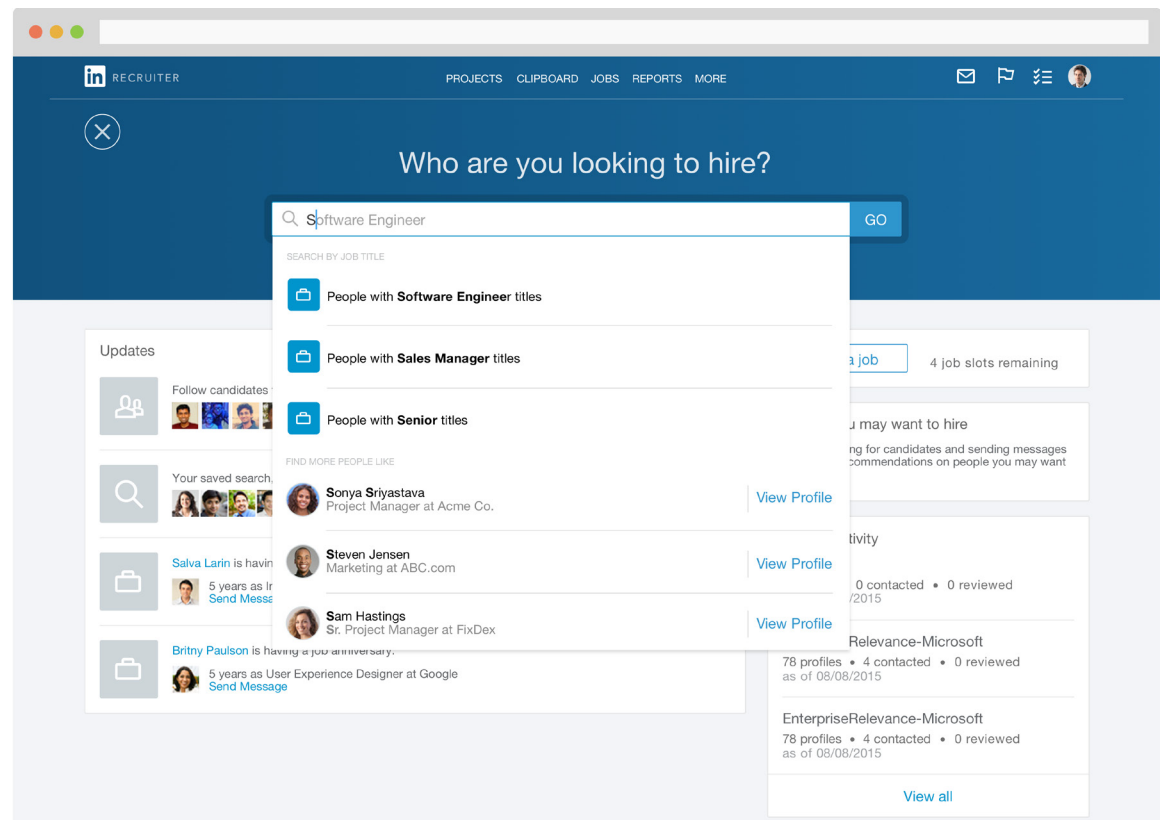 in RECRUITER
PROJECTS CLIPBOARD JOBS REPORTS MORE
Who are you looking to hire?
Software Engineer
GO
SEARCH BY JOB TITLE
People with Software Engineer titles
People with Sales Manager titles
People with Senior titles
FIND MORE PEOPLE LIKE
Sonya Sriyastava
Project Manager at Acme Co.
View Profile
Steven Jensen
Marketing at ABC.com
View Profile
Sam Hastings
Sr. Project Manager at FixDex
View Profile
Updates
Follow candidates
Your saved search,
Salva Larin is
5 years as
Send
Britny Paulson is having a job anniversary.
5 years as User Experience Designer at Google
Send Message
job
4 job slots remaining
may want to hire
for candidates and sending messages
on people you may want
0 contacted • 0 reviewed
/2015
Relevance-Microsoft
78 profiles • 4 contacted • 0 reviewed
as of 08/08/2015
EnterpriseRelevance-Microsoft
78 profiles • 4 contacted • 0 reviewed
as of 08/08/2015
View all